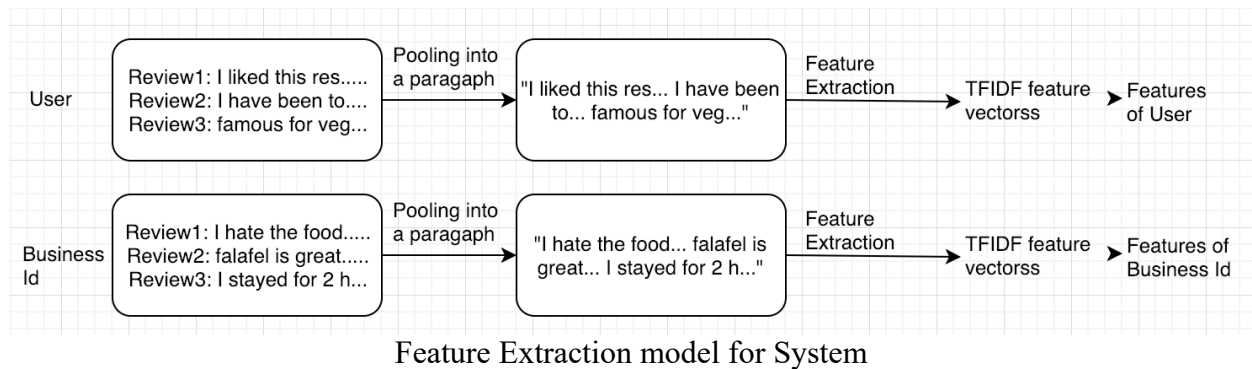 User
Review1: I liked this res.....
Review2: I have been to....
Review3: famous for veg...
Pooling into
a paragaph
"I liked this res... I have been
to... famous for veg..."
Feature
Extraction
TFIDF feature
vectorss
Features
of User
Business
Id
Review1: I hate the food.....
Review2: falafel is great.....
Review3: I stayed for 2 h...
Pooling into
a paragaph
"I hate the food... falafel is
great... I stayed for 2 h..."
Feature
Extraction
TFIDF feature
vectorss
Features of
Business Id
Feature Extraction model for System